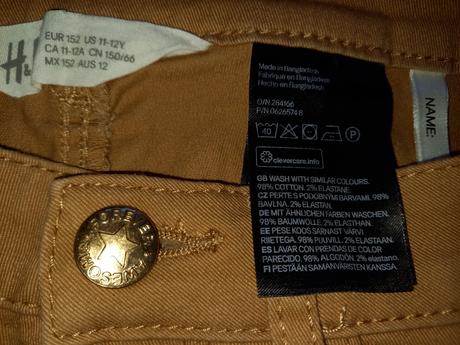 H&
EUR 152 US 11-12Y
CA 11-12A CN 150/66
MX 152 AUS 12
Made in Bangladesh
Fabriqué en Bangladesh
Hecho en Bangladesh
O/N 284166
P/N 0626574 8
40
P
clevercare.info
GB WASH WITH SIMILAR COLOURS.
98% COTTON. 2% ELASTANE.
CZ PERTE S PODOBNÝM BARVAMI. 98%
BAVLNA. 2% ELASTAN.
DE MIT ÄHNLICHEN FARBEN WASCHEN.
98% BAUMWOLLE. 2% ELASTHAN.
EE PESE KOOS SARNAST VÄRVI
RIIETEGA. 98% PUUVILL. 2% ELASTAAN.
ES LAVAR CON PRENDAS DE COLOR
PARECIDO. 98% ALGODÓN. 2% elastano.
FI PESTÄÄN SAMANVÄRISTEN KANSSA.
NAME:
FOREVER